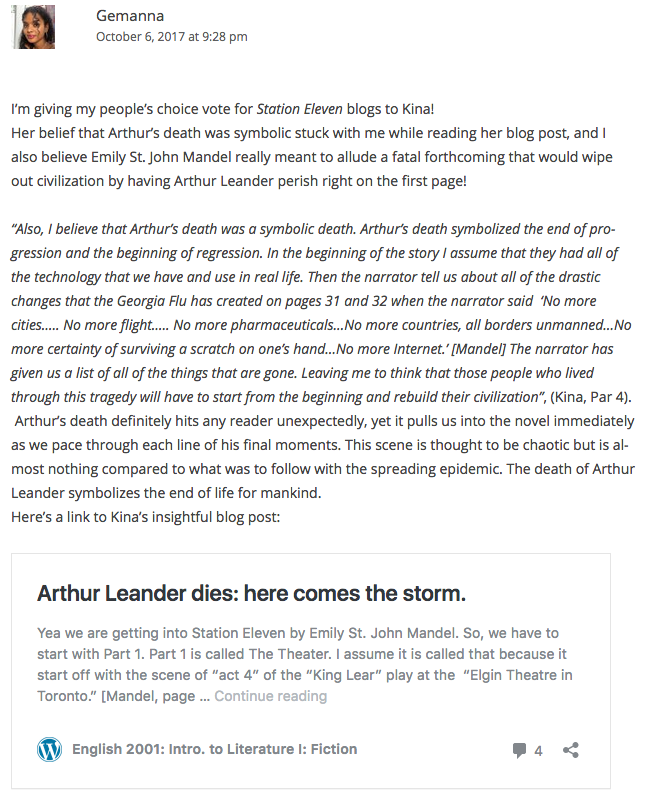 Gemanna
October 6, 2017 at 9:28 pm
I’m giving my people’s choice vote for Station Eleven blogs to Kina!
Her belief that Arthur’s death was symbolic stuck with me while reading her blog post, and I
also believe Emily St. John Mandel really meant to allude a fatal forthcoming that would wipe
out civilization by having Arthur Leander perish right on the first page!
“Also, I believe that Arthur’s death was a symbolic death. Arthur’s death symbolized the end of pro-
gression and the beginning of regression. In the beginning of the story I assume that they had all of
the technology that we have and use in real life. Then the narrator tell us about all of the drastic
changes that the Georgia Flu has created on pages 31 and 32 when the narrator said ‘No more
cities….. No more flight….. No more pharmaceuticals…No more countries, all borders unmanned…No
more certainty of surviving a scratch on one’s hand…No more Internet.’ [Mandel] The narrator has
given us a list of all of the things that are gone. Leaving me to think that those people who lived
through this tragedy will have to start from the beginning and rebuild their civilization”, (Kina, Par 4).
Arthur’s death definitely hits any reader unexpectedly, yet it pulls us into the novel immediately
as we pace through each line of his final moments. This scene is thought to be chaotic but is al-
most nothing compared to what was to follow with the spreading epidemic. The death of Arthur
Leander symbolizes the end of life for mankind.
Here’s a link to Kina’s insightful blog post:
Arthur Leander dies: here comes the storm.
Yea we are getting into Station Eleven by Emily St. John Mandel. So, we have to
start with Part 1. Part 1 is called The Theater. I assume it is called that because it
start off with the scene of “act 4” of the “King Lear” play at the “Elgin Theatre in
Toronto.” [Mandel, page … Continue reading
English 2001: Intro. to Literature I: Fiction
4